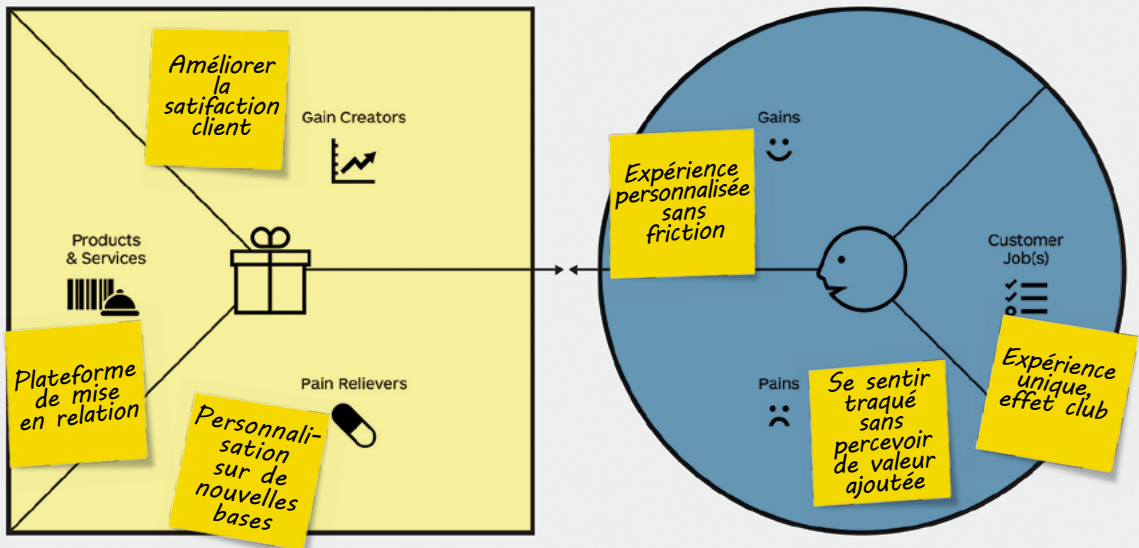 Améliorer
la
satifaction
client
Gain Creators
Products
& Services
Plateforme
de mise
en relation
Pain Relievers
Personnali-
sation
sur de
nouvelles
bases
Gains
Expérience
personnalisée
sans
friction
Customer
Job(s)
Expérience
unique,
effet club
Pains
Se sentir
traqué
sans
percevoir
de valeur
ajoutée